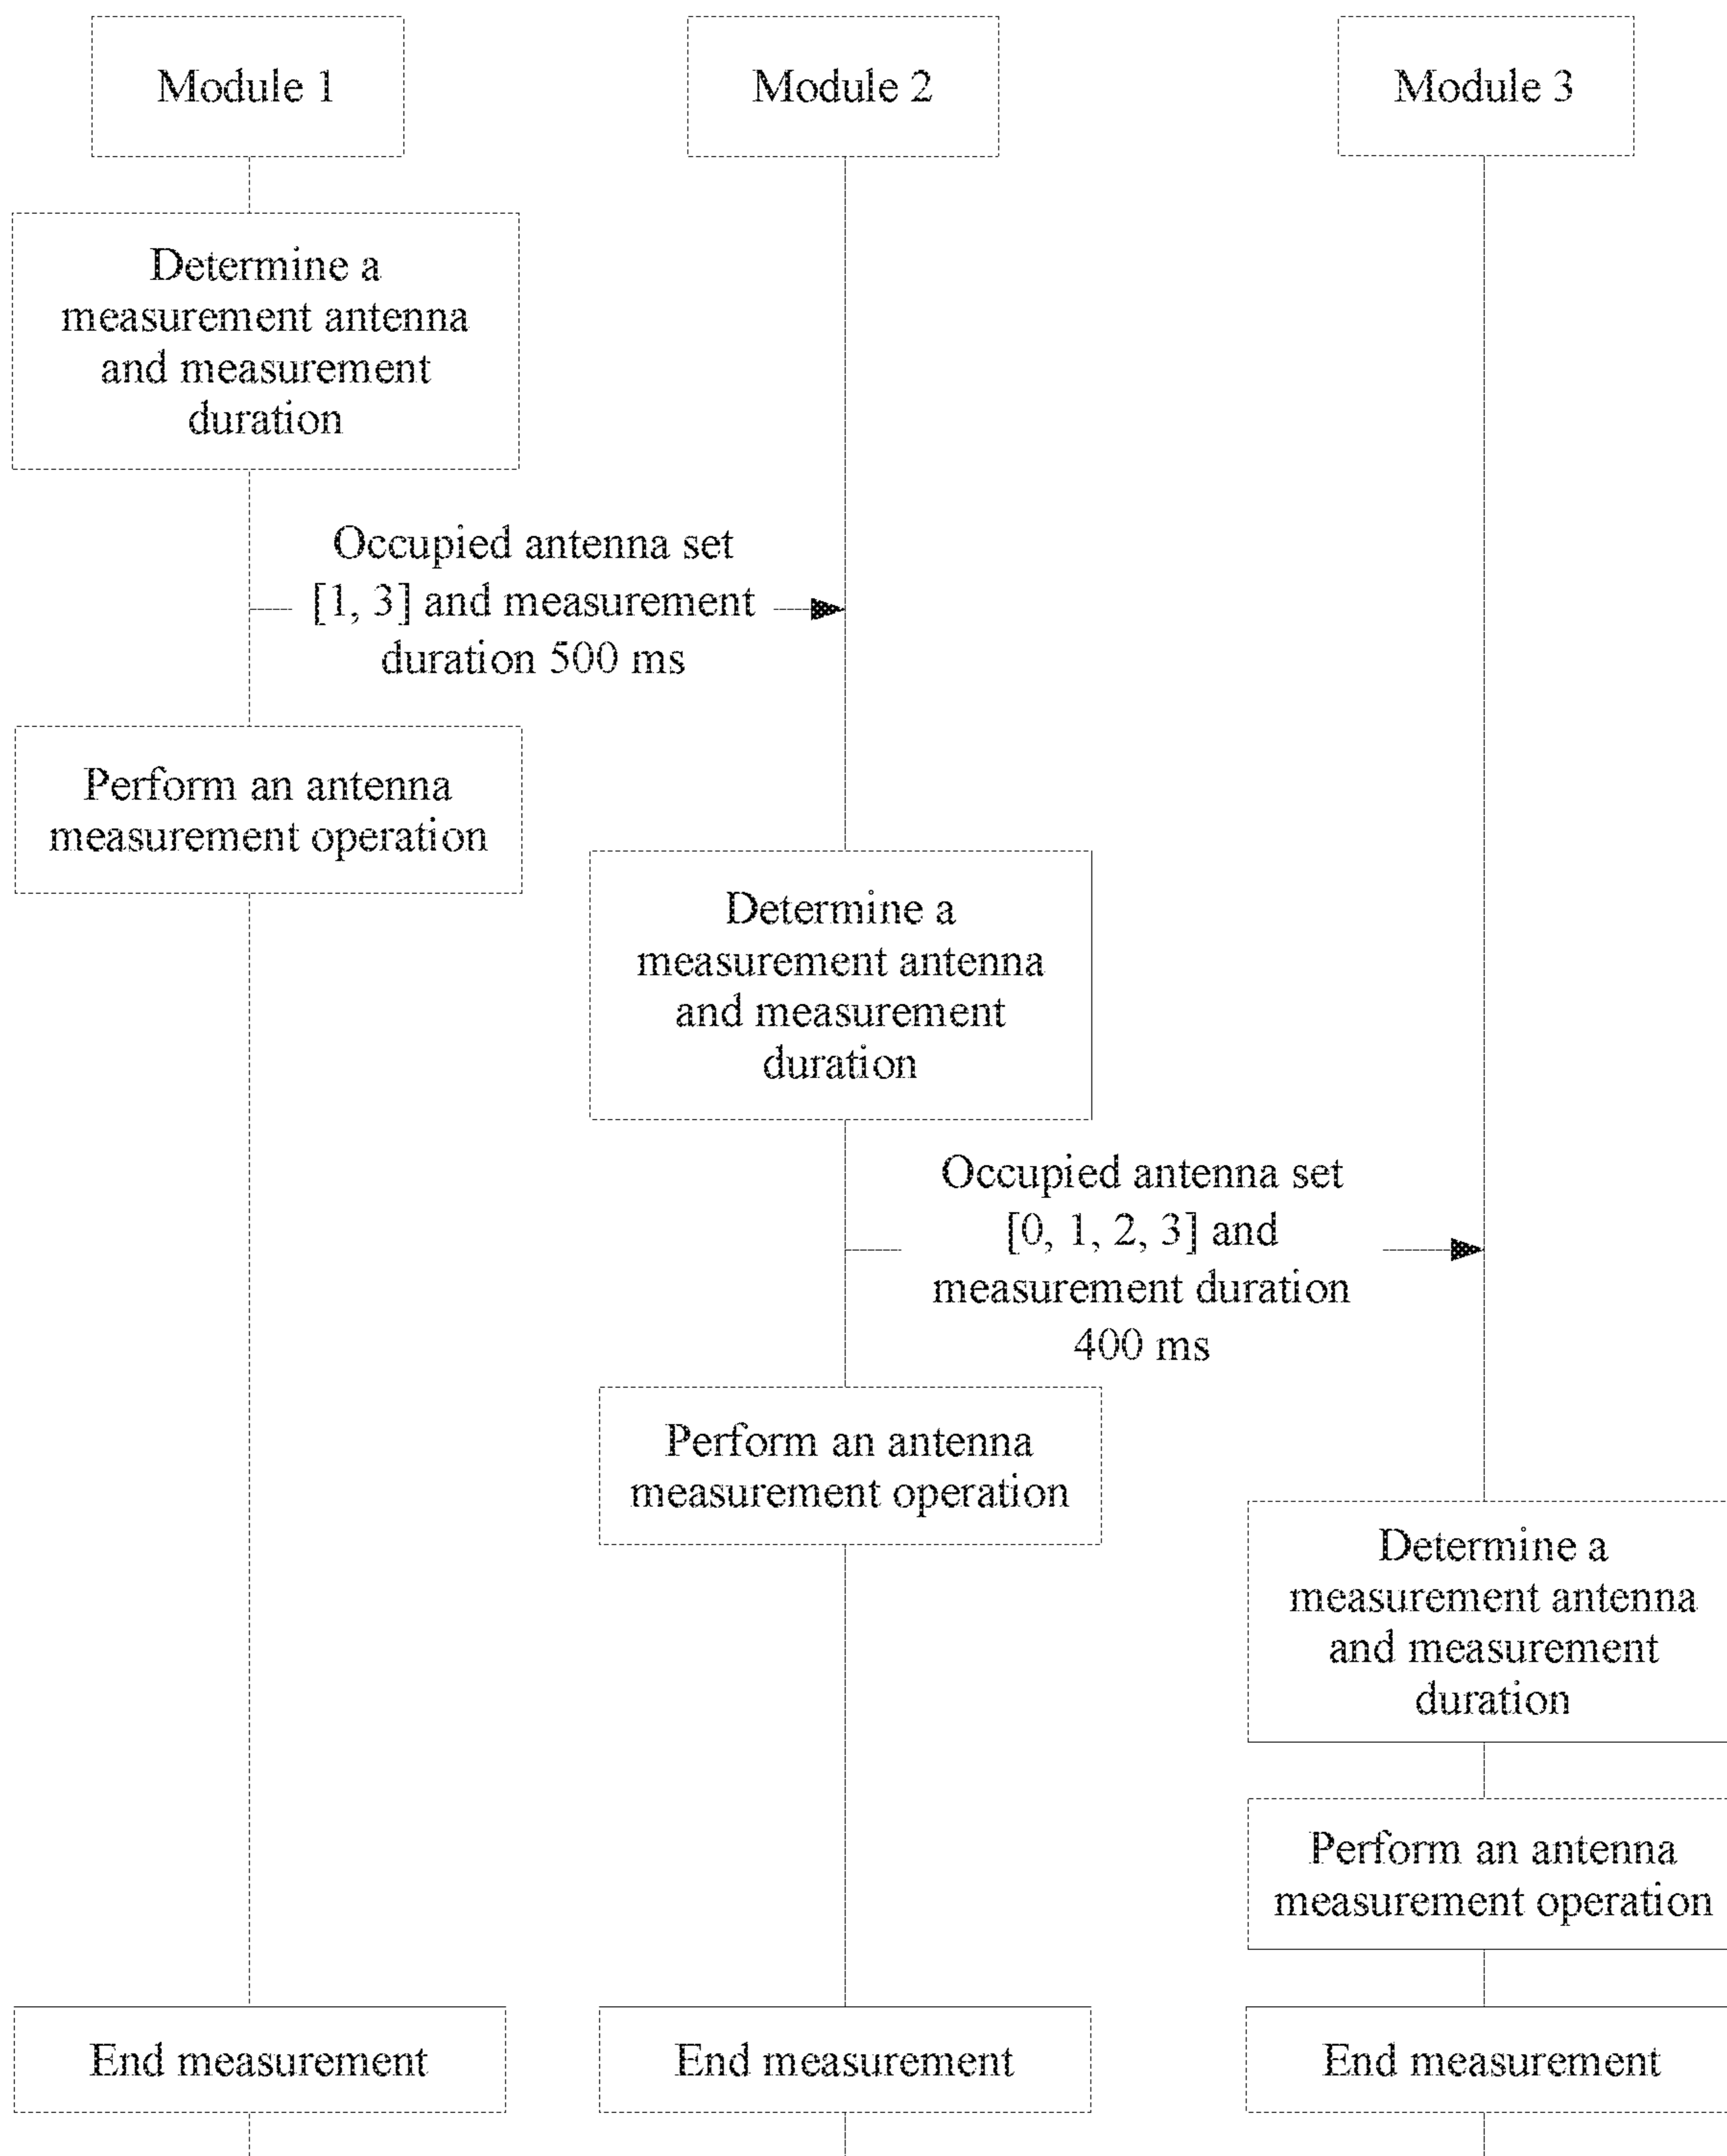 Module 1
Module 2
Module 3
Determine a
measurement antenna
and measurement
duration
Occupied antenna set
[1, 3] and measurement
duration 500 ms
Perform an antenna
measurement operation
Determine a
measurement antenna
and measurement
duration
Occupied antenna set
[0, 1, 2, 3] and
measurement duration
400 ms
Perform an antenna
measurement operation
Determine a
measurement antenna
and measurement
duration
Perform an antenna
measurement operation
End measurement
End measurement
End measurement